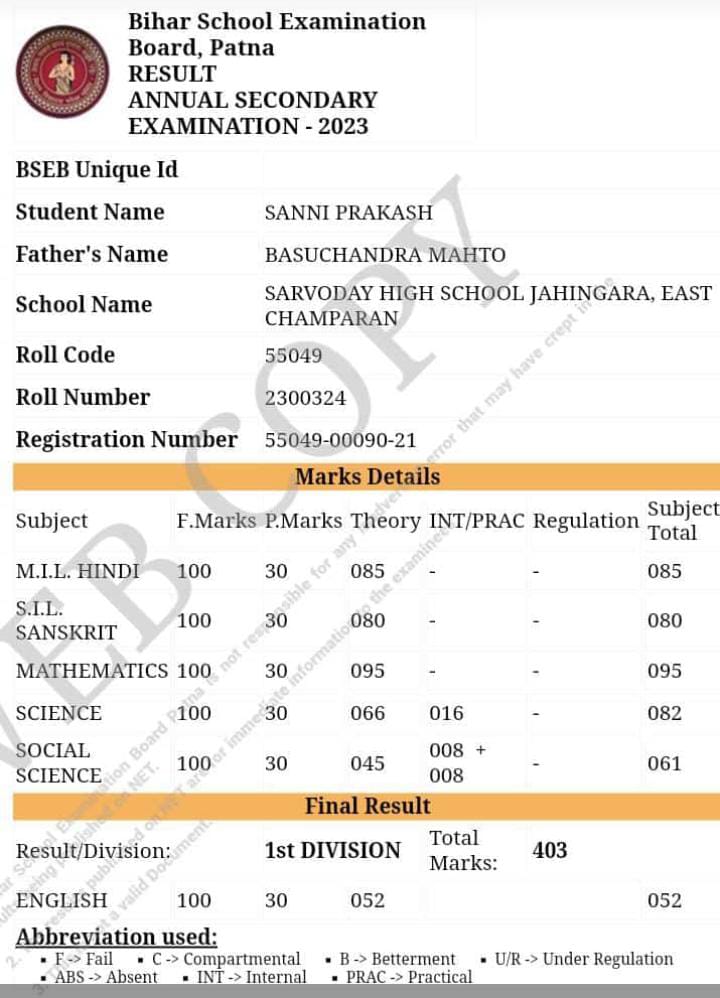 Bihar School Examination
Board, Patna
RESULT
ANNUAL SECONDARY
EXAMINATION - 2023
BSEB Unique Id
Student Name SANNI PRAKASH
Father's Name BASUCHANDRA MAHTO
School Name SARVODAY HIGH SCHOOL JAHINGARA, EAST
CHAMPARAN
Roll Code 55049
Roll Number 2300324
Registration Number 55049-00090-21
Marks Details
Subject F.Marks P.Marks Theory INT/PRAC Regulation Subject
Total
M.I.L. HINDI 100 30 085 - - 085
S.I.L.
SANSKRIT 100 30 080 - - 080
MATHEMATICS 100 30 095 - - 095
SCIENCE 100 30 066 016 - 082
SOCIAL
SCIENCE 100 30 045 008 +
008 - 061
Final Result
Result/Division: 1st DIVISION Total
Marks: 403
ENGLISH 100 30 052 052
Abbreviation used:
▪ F -> Fail ▪ C -> Compartmental ▪ B -> Betterment ▪ U/R -> Under Regulation
▪ ABS -> Absent ▪ INT -> Internal ▪ PRAC -> Practical
WEB COPY
School Examination Board Patna is not responsible for any error that may have crept in the
being published on NET.
2. published on NET are for immediate information to the examinee
3. a valid Document.